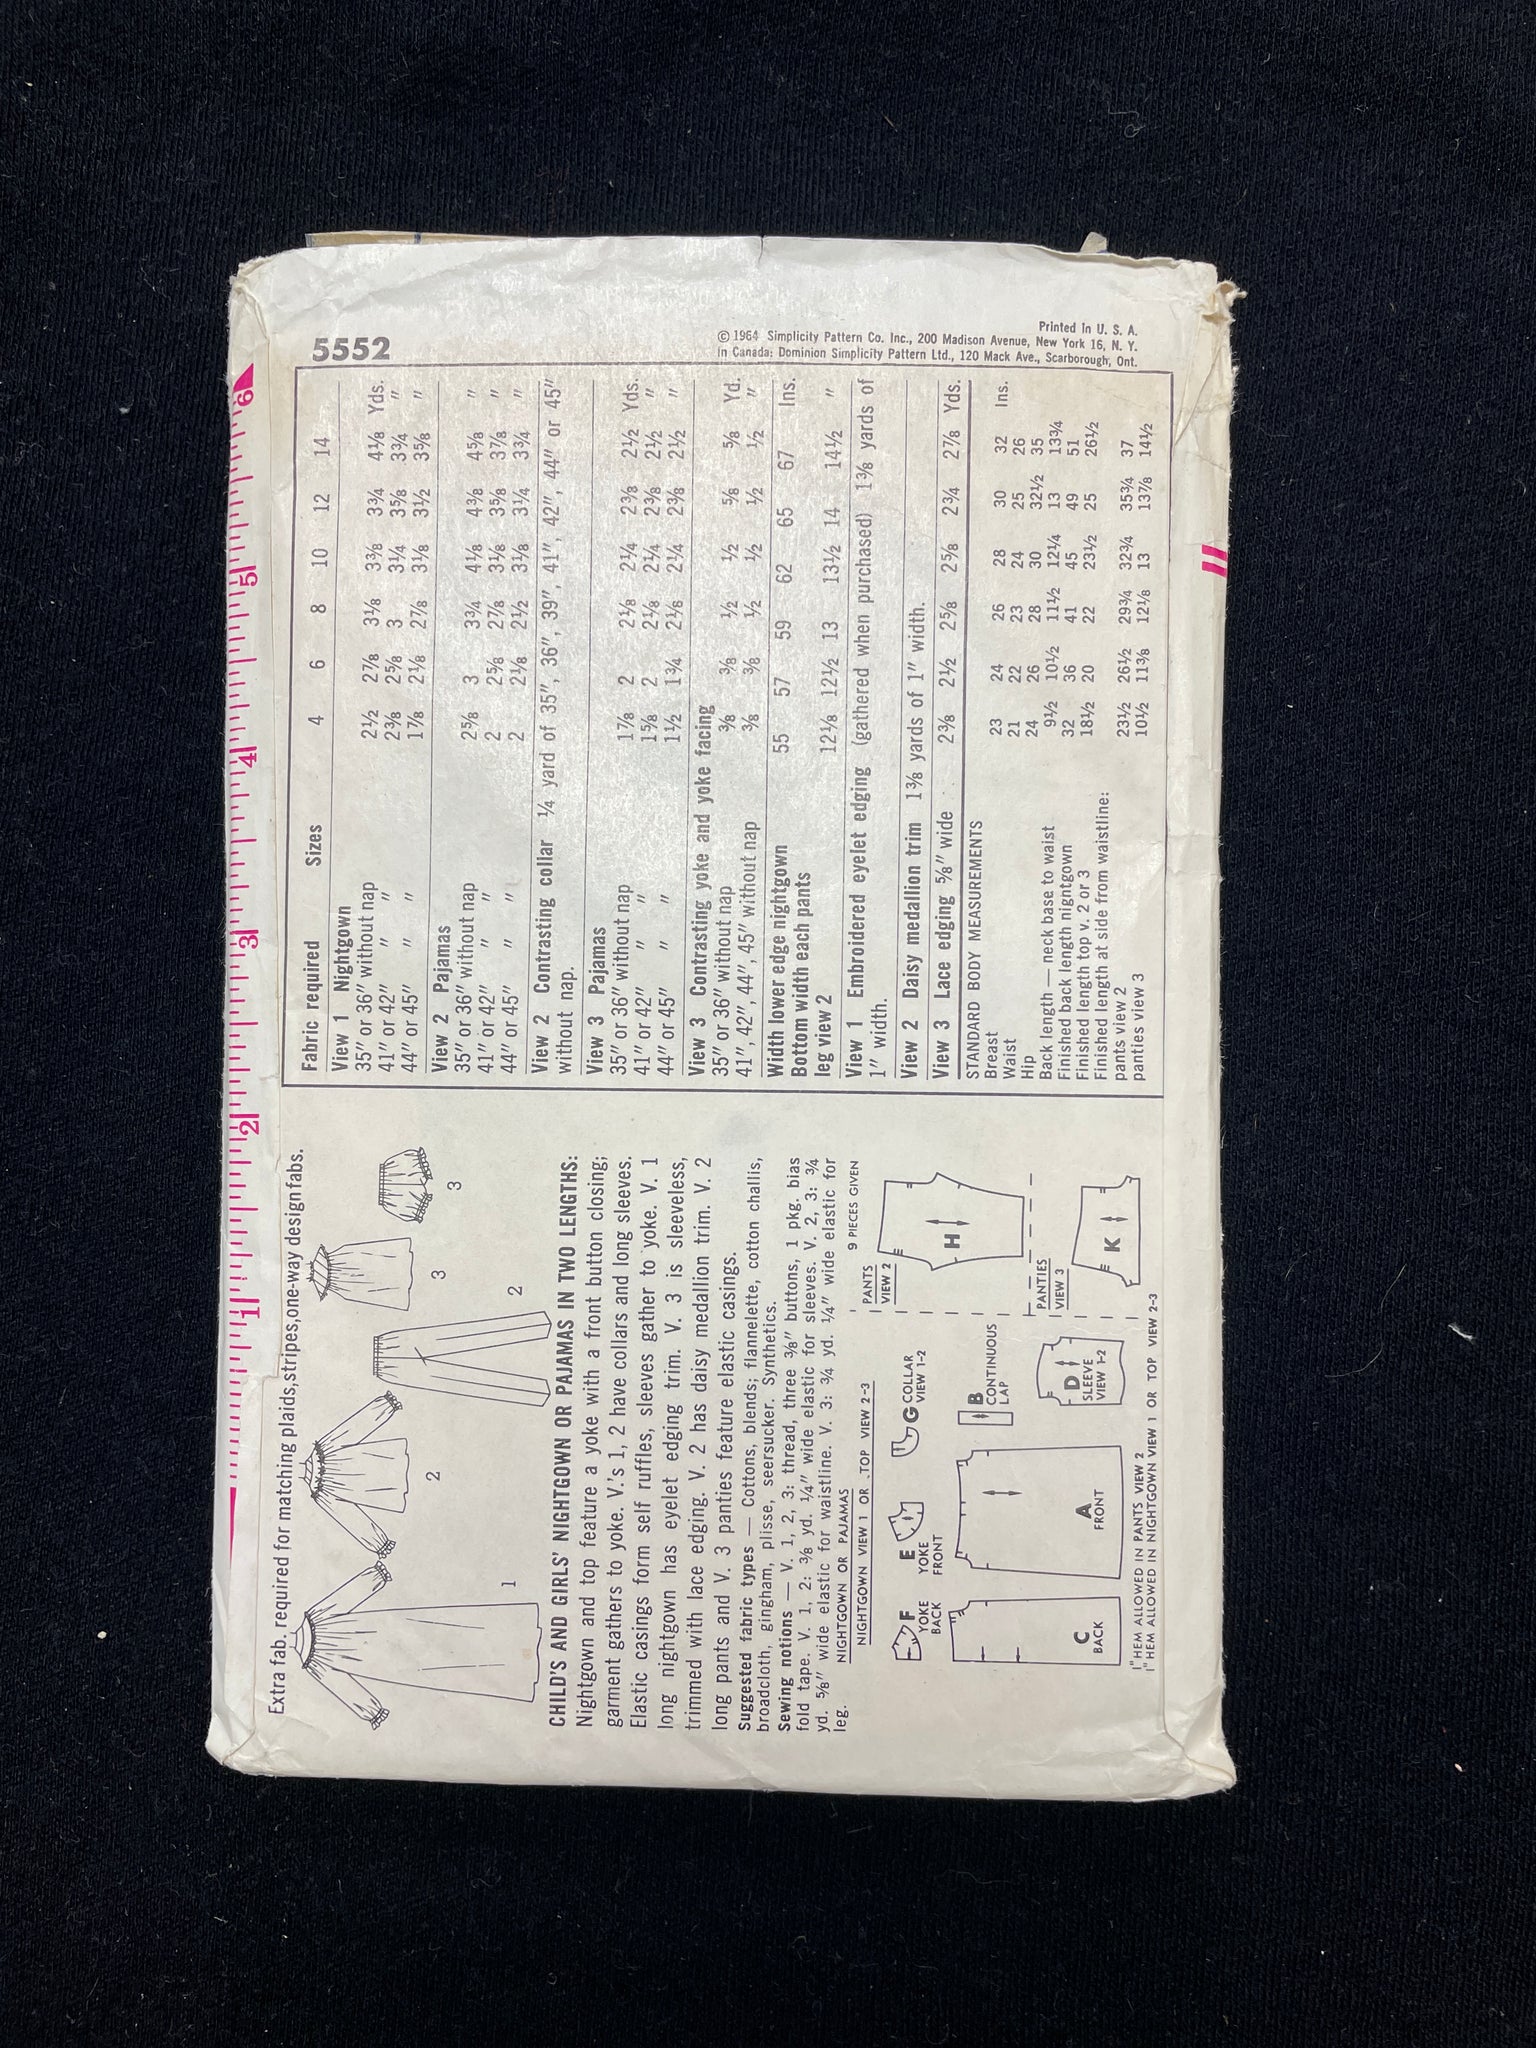 5552
© 1964 Simplicity Pattern Co. Inc., 200 Madison Avenue, New York 16, N. Y.
Printed in U. S. A.
In Canada: Dominion Simplicity Pattern Ltd., 120 Mack Ave., Scarborough, Ont.
1 2 3 4 5 6
Extra fab. required for matching plaids, stripes, one-way design fabs.
1
2
2
3
3
CHILD'S AND GIRLS' NIGHTGOWN OR PAJAMAS IN TWO LENGTHS:
Nightgown and top feature a yoke with a front button closing;
garment gathers to yoke. V.'s 1, 2 have collars and long sleeves.
Elastic casings form self ruffles, sleeves gather to yoke. V. 1
long nightgown has eyelet edging trim. V. 3 is sleeveless,
trimmed with lace edging. V. 2 has daisy medallion trim. V. 2
long pants and V. 3 panties feature elastic casings.
Suggested fabric types — Cottons, blends; flannelette, cotton challis,
broadcloth, gingham, plisse, seersucker. Synthetics.
Sewing notions — V. 1, 2, 3: thread, three 3/8" buttons, 1 pkg. bias
fold tape. V. 1, 2: 3/8 yd. 1/4" wide elastic for sleeves. V. 2, 3: 3/4
yd. 5/8" wide elastic for waistline. V. 3: 3/4 yd. 1/4" wide elastic for
leg.
9 PIECES GIVEN
NIGHTGOWN OR PAJAMAS
NIGHTGOWN VIEW 1 OR TOP VIEW 2-3
F
YOKE
BACK
E
YOKE
FRONT
G COLLAR
VIEW 1-2
C
BACK
A
FRONT
B
CONTINUOUS
LAP
D
SLEEVE
VIEW 1-2
PANTS
VIEW 2
H
PANTIES
VIEW 3
K
1" HEM ALLOWED IN PANTS VIEW 2
1" HEM ALLOWED IN NIGHTGOWN VIEW 1 OR TOP VIEW 2-3
Fabric required Sizes 4 6 8 10 12 14
View 1 Nightgown
35" or 36" without nap 2½ 2⅞ 3⅛ 3⅜ 3¾ 4⅛ Yds.
41" or 42" " 2⅜ 2⅝ 3 3¼ 3⅝ 3¾ "
44" or 45" " 1⅞ 2⅛ 2⅞ 3⅛ 3½ 3⅝ "
View 2 Pajamas
35" or 36" without nap 2⅝ 3 3¾ 4⅛ 4⅜ 4⅝ "
41" or 42" " 2 2⅝ 2⅞ 3⅛ 3⅝ 3⅞ "
44" or 45" " 2 2⅛ 2½ 3⅛ 3¼ 3¾ "
View 2 Contrasting collar ¼ yard of 35", 36", 39", 41", 42", 44" or 45"
without nap.
View 3 Pajamas
35" or 36" without nap 1⅞ 2 2⅛ 2¼ 2⅜ 2½ Yds.
41" or 42" " 1⅝ 2 2⅛ 2¼ 2⅜ 2½ "
44" or 45" " 1½ 1¾ 2⅛ 2¼ 2⅜ 2½ "
View 3 Contrasting yoke and yoke facing
35" or 36" without nap ⅜ ⅜ ½ ½ ⅝ ⅝ Yd.
41", 42", 44", 45" without nap ⅜ ⅜ ½ ½ ½ ½ "
Width lower edge nightgown 55 57 59 62 65 67 Ins.
Bottom width each pants
leg view 2 12⅛ 12½ 13 13½ 14 14½ "
View 1 Embroidered eyelet edging (gathered when purchased) 1⅜ yards of
1" width.
View 2 Daisy medallion trim 1⅜ yards of 1" width.
View 3 Lace edging ⅝" wide 2⅜ 2½ 2⅝ 2⅝ 2¾ 2⅞ Yds.
STANDARD BODY MEASUREMENTS
Breast 23 24 26 28 30 32 Ins.
Waist 21 22 23 24 25 26
Hip 24 26 28 30 32½ 35
Back length — neck base to waist 9½ 10½ 11½ 12¼ 13 13¾
Finished back length nightgown 32 36 41 45 49 51
Finished length top v. 2 or 3 18½ 20 22 23½ 25 26½
Finished length at side from waistline:
pants view 2 23½ 26½ 29¾ 32¾ 35¾ 37
panties view 3 10½ 11⅜ 12⅛ 13 13⅞ 14½